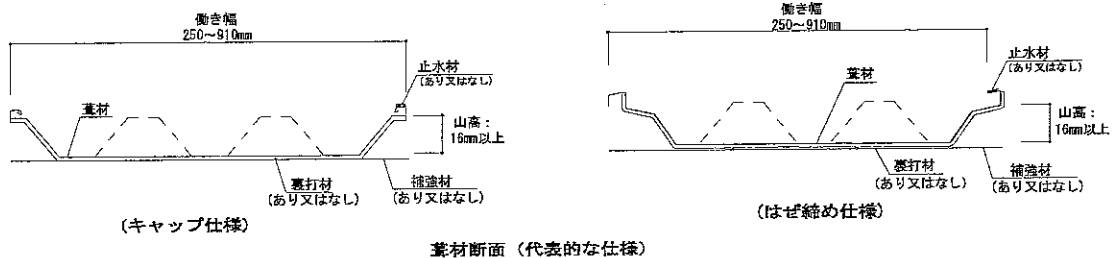 働き幅
250～910mm
止水材
(あり又はなし)
葺材
山高：
16mm以上
裏打材
(あり又はなし)
補強材
(あり又はなし)
(キャップ仕様)
働き幅
250～910mm
止水材
(あり又はなし)
葺材
山高：
16mm以上
裏打材
(あり又はなし)
補強材
(あり又はなし)
(はぜ締め仕様)
葺材断面（代表的な仕様）